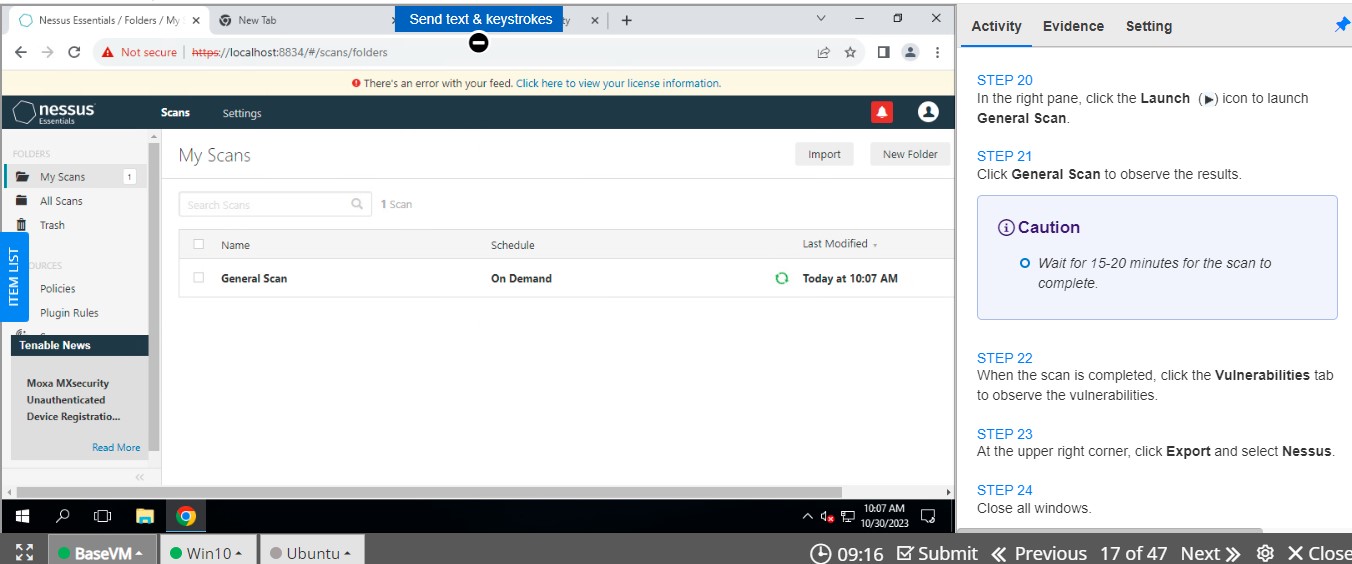 Nessus Essentials / Folders / My
New Tab
Send text & keystrokes
Not secure
https://localhost:8834/#/scans/folders
There's an error with your feed. Click here to view your license information.
nessus
Essentials
Scans
Settings
FOLDERS
My Scans
1
All Scans
Trash
Policies
Plugin Rules
ITEM LIST
Tenable News
Moxa MXsecurity
Unauthenticated
Device Registratio...
Read More
My Scans
Import
New Folder
Search Scans
1 Scan
Name
Schedule
Last Modified
General Scan
On Demand
Today at 10:07 AM
10:07 AM
10/30/2023
Activity
Evidence
Setting
STEP 20
In the right pane, click the Launch (▶) icon to launch
General Scan.
STEP 21
Click General Scan to observe the results.
Caution
Wait for 15-20 minutes for the scan to
complete.
STEP 22
When the scan is completed, click the Vulnerabilities tab
to observe the vulnerabilities.
STEP 23
At the upper right corner, click Export and select Nessus.
STEP 24
Close all windows.
BaseVM
Win10
Ubuntu
09:16
Submit
Previous
17 of 47
Next
Close